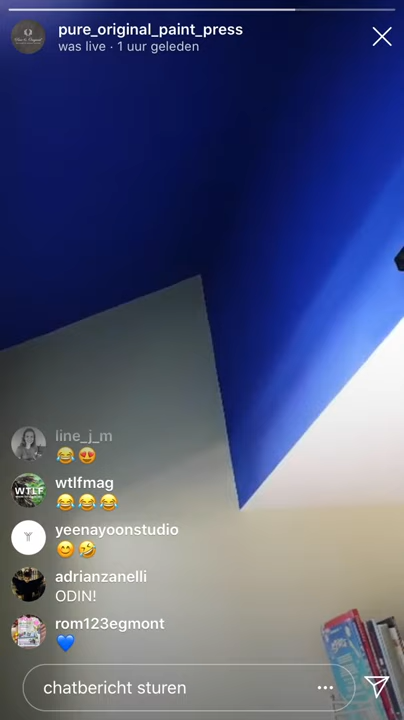 pure_original_paint_press
was live · 1 uur geleden
line_j_m
😂😍
wtlfmag
😂😂😂
WTLF
yeenayoonstudio
😊🤣
adrianzanelli
ODIN!
rom123egmont
💙
chatbericht sturen